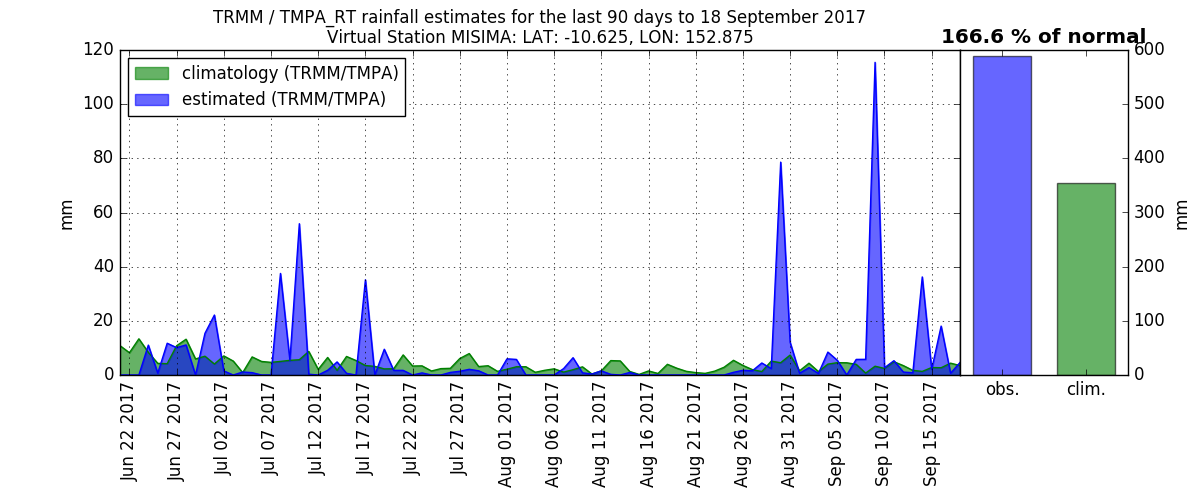 TRMM / TMPA_RT rainfall estimates for the last 90 days to 18 September 2017
Virtual Station MISIMA: LAT: -10.625, LON: 152.875
166.6 % of normal
climatology (TRMM/TMPA)
estimated (TRMM/TMPA)
120
100
80
60
40
20
0
mm
600
500
400
300
200
100
0
mm
Jun 22 2017
Jun 27 2017
Jul 02 2017
Jul 07 2017
Jul 12 2017
Jul 17 2017
Jul 22 2017
Jul 27 2017
Aug 01 2017
Aug 06 2017
Aug 11 2017
Aug 16 2017
Aug 21 2017
Aug 26 2017
Aug 31 2017
Sep 05 2017
Sep 10 2017
Sep 15 2017
obs.
clim.